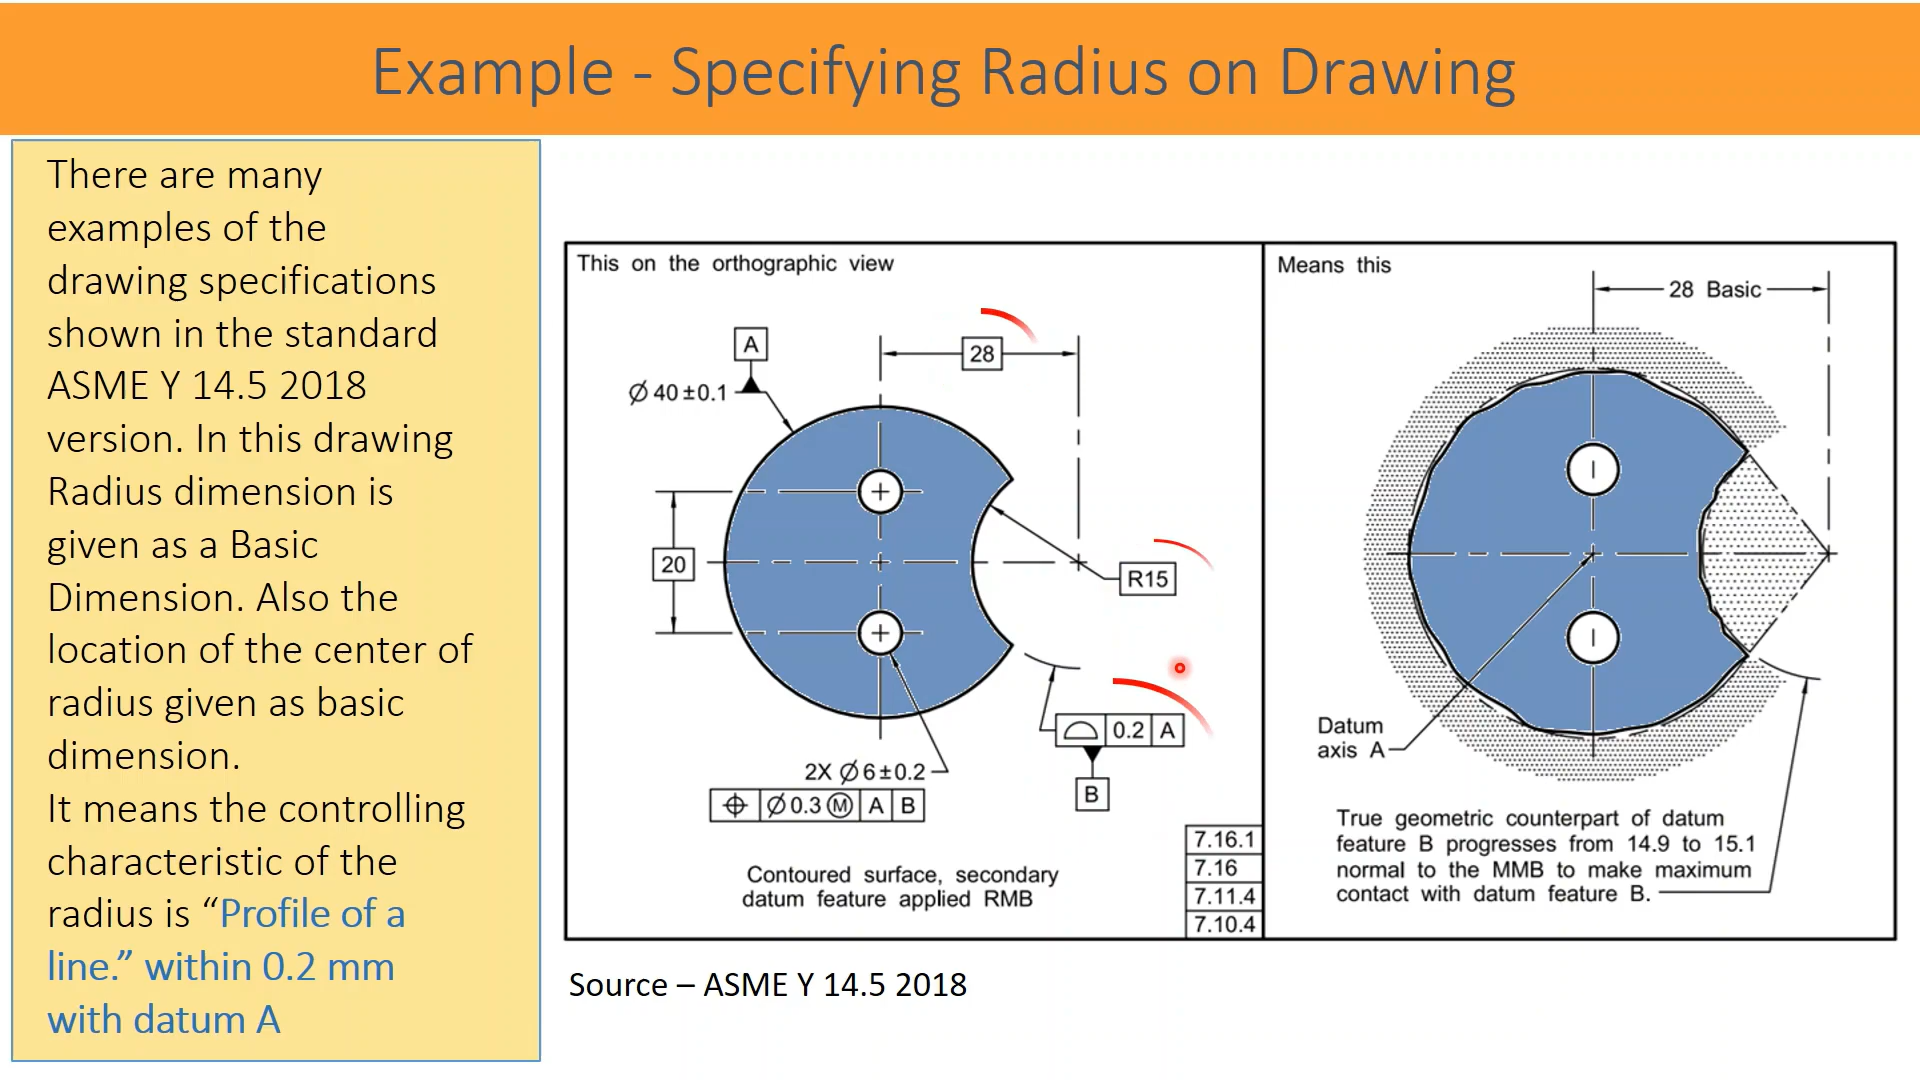 Example - Specifying Radius on Drawing
There are many
examples of the
drawing specifications
shown in the standard
ASME Y 14.5 2018
version. In this drawing
Radius dimension is
given as a Basic
Dimension. Also the
location of the center of
radius given as basic
dimension.
It means the controlling
characteristic of the
radius is “Profile of a
line.” within 0.2 mm
with datum A
This on the orthographic view
A
28
⌀ 40±0.1
20
R15
⌓ 0.2 A
B
2X ⌀6±0.2
⌖ ⌀0.3 Ⓜ A B
Contoured surface, secondary
datum feature applied RMB
7.16.1
7.16
7.11.4
7.10.4
Means this
28 Basic
Datum
axis A
True geometric counterpart of datum
feature B progresses from 14.9 to 15.1
normal to the MMB to make maximum
contact with datum feature B.
Source – ASME Y 14.5 2018